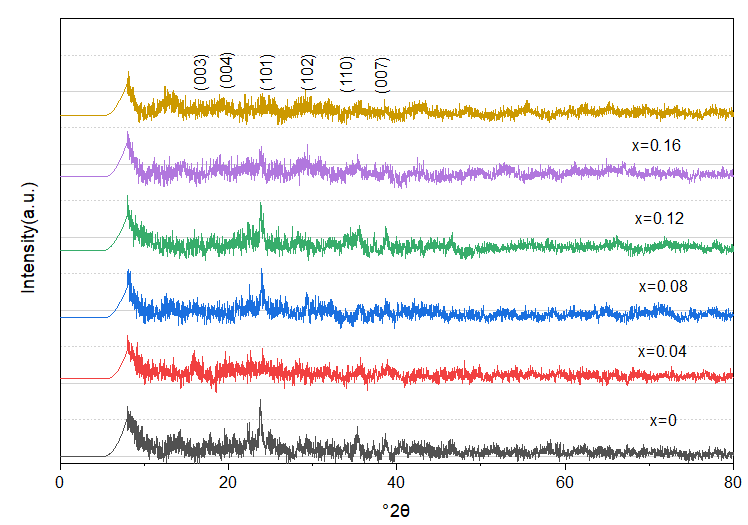 (003)
(004)
(101)
(102)
(110)
(007)
x=0.16
x=0.12
x=0.08
x=0.04
x=0
Intensity(a.u.)
0
20
40
60
80
°2θ